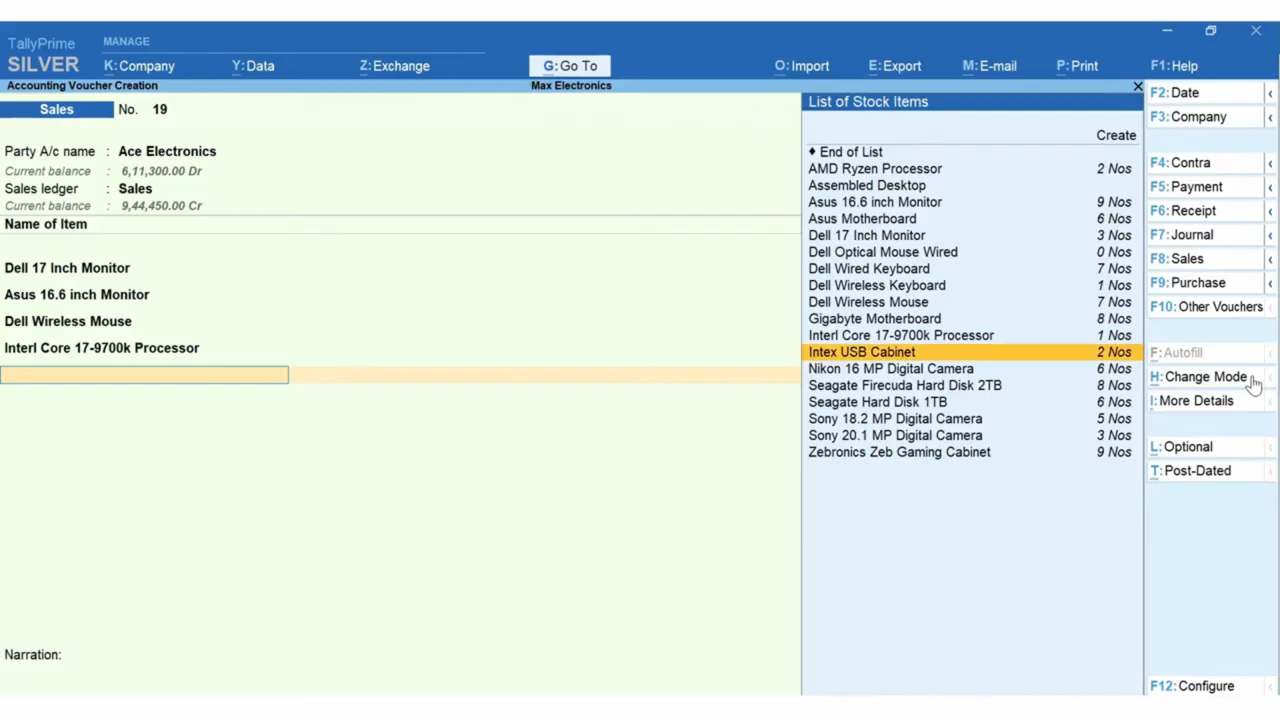 TallyPrime
MANAGE
SILVER
K:Company
Y:Data
Z:Exchange
G:Go To
O:Import
E:Export
M:E-mail
P:Print
F1:Help
Accounting Voucher Creation
Max Electronics
Sales No. 19
Party A/c name : Ace Electronics
Current balance : 6,11,300.00 Dr
Sales ledger : Sales
Current balance : 9,44,450.00 Cr
Name of Item
Dell 17 Inch Monitor
Asus 16.6 inch Monitor
Dell Wireless Mouse
Interl Core 17-9700k Processor
Narration:
List of Stock Items
Create
♦ End of List
AMD Ryzen Processor 2 Nos
Assembled Desktop
Asus 16.6 inch Monitor 9 Nos
Asus Motherboard 6 Nos
Dell 17 Inch Monitor 3 Nos
Dell Optical Mouse Wired 0 Nos
Dell Wired Keyboard 7 Nos
Dell Wireless Keyboard 1 Nos
Dell Wireless Mouse 7 Nos
Gigabyte Motherboard 8 Nos
Interl Core 17-9700k Processor 1 Nos
Intex USB Cabinet 2 Nos
Nikon 16 MP Digital Camera 6 Nos
Seagate Firecuda Hard Disk 2TB 8 Nos
Seagate Hard Disk 1TB 6 Nos
Sony 18.2 MP Digital Camera 5 Nos
Sony 20.1 MP Digital Camera 3 Nos
Zebronics Zeb Gaming Cabinet 9 Nos
F2:Date
F3:Company
F4:Contra
F5:Payment
F6:Receipt
F7:Journal
F8:Sales
F9:Purchase
F10:Other Vouchers
F:Autofill
H:Change Mode
I:More Details
L:Optional
T:Post-Dated
F12:Configure